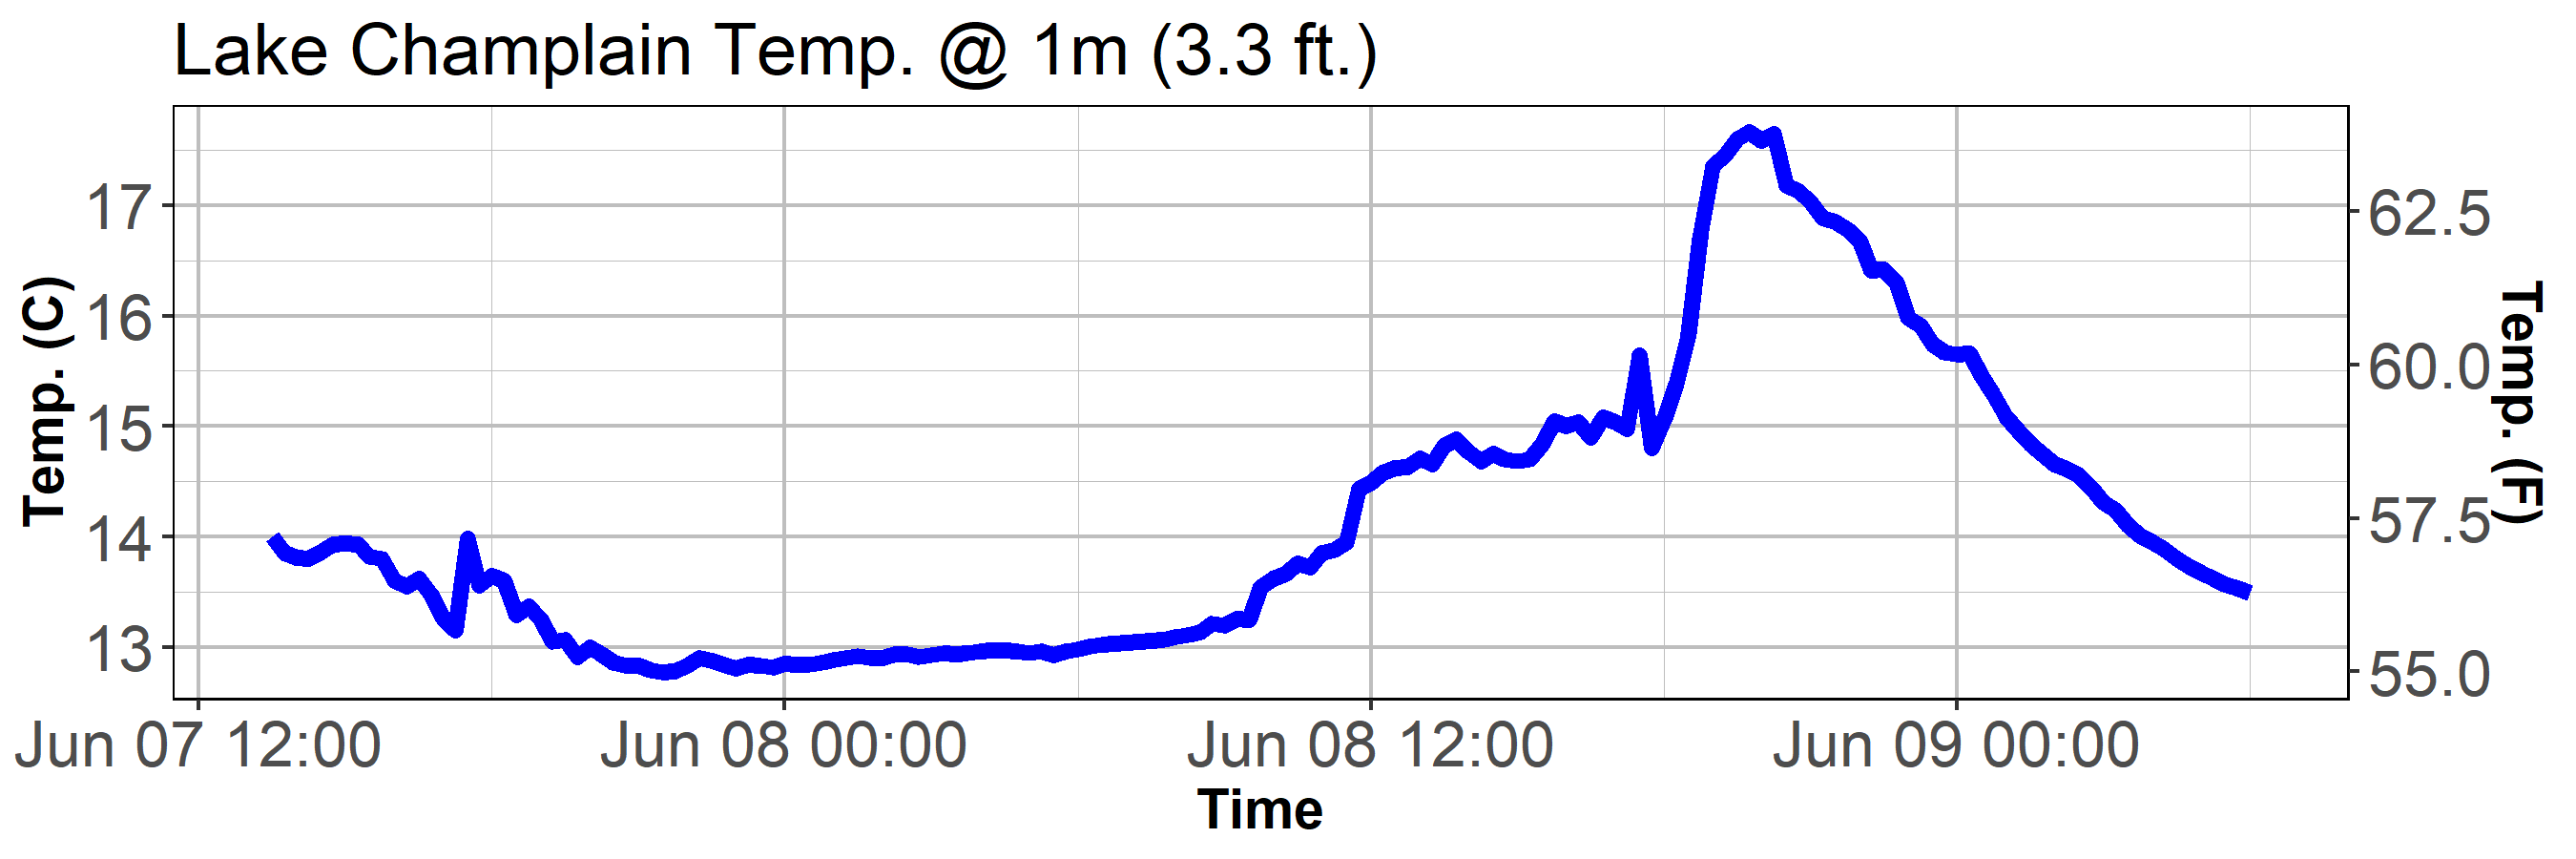 Lake Champlain Temp. @ 1m (3.3 ft.)
Temp. (C)
17
16
15
14
13
62.5
60.0
57.5
55.0
Temp. (F)
Jun 07 12:00
Jun 08 00:00
Jun 08 12:00
Jun 09 00:00
Time